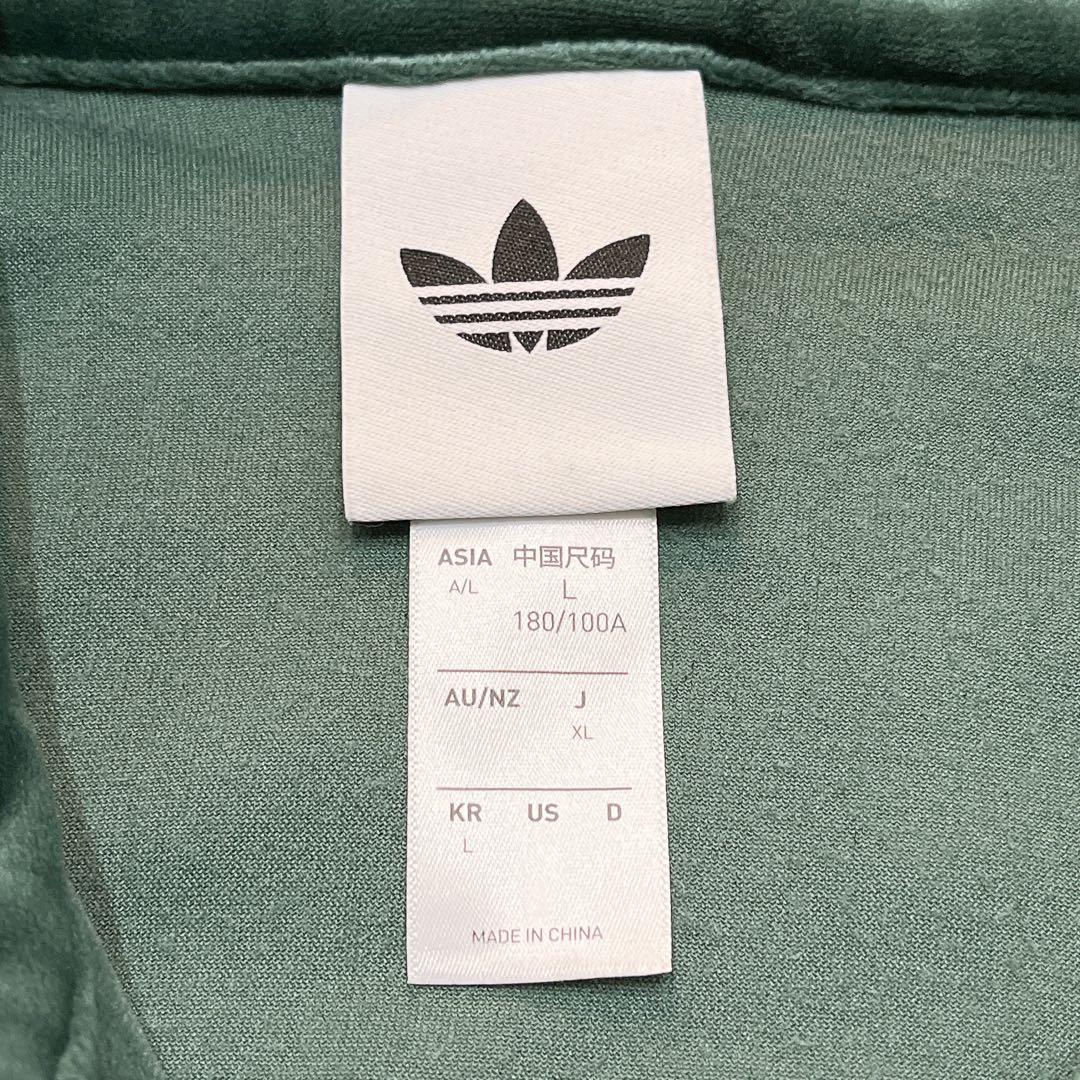 ASIA 中国尺码
A/L L
180/100A
AU/NZ J
XL
KR US D
L
MADE IN CHINA